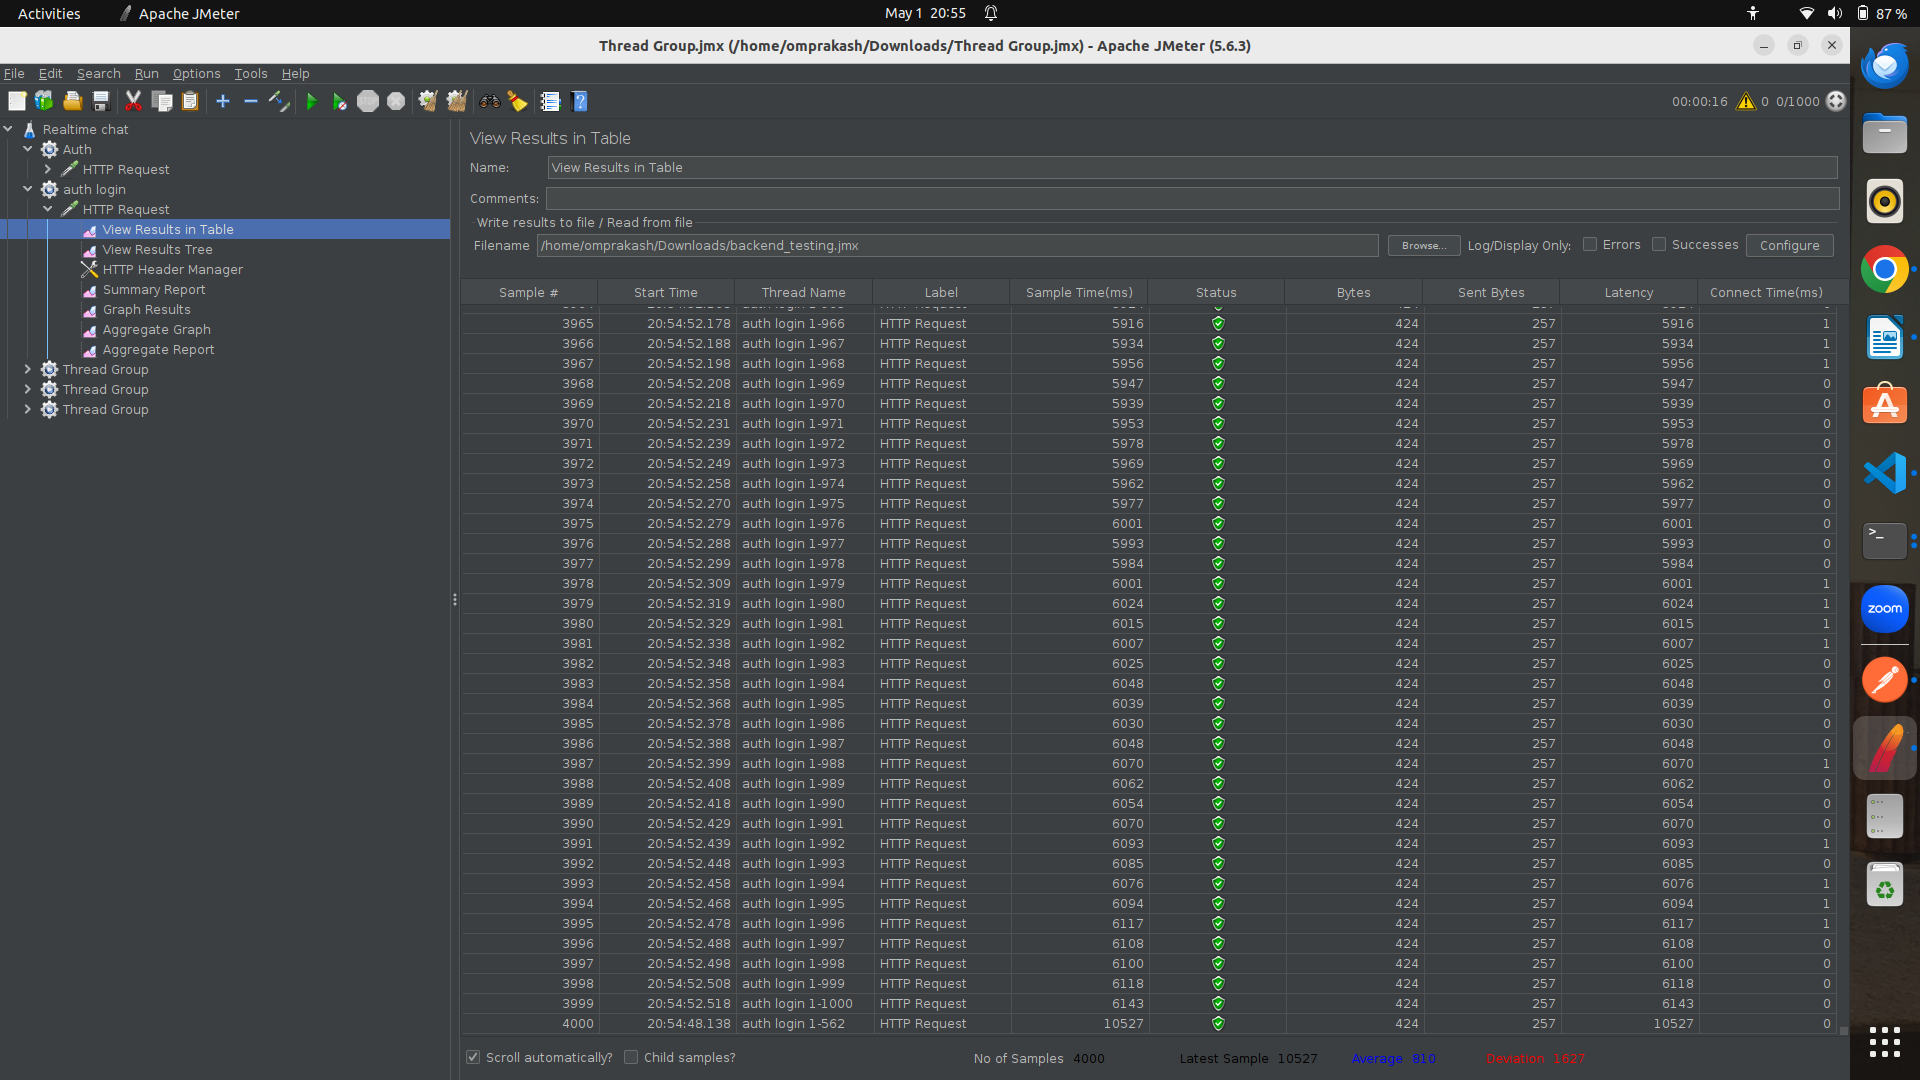 Activities Apache JMeter May 1 20:55 87 %
Thread Group.jmx (/home/omprakash/Downloads/Thread Group.jmx) - Apache JMeter (5.6.3)
File Edit Search Run Options Tools Help
00:00:16 0 0/1000
Realtime chat
Auth
HTTP Request
auth login
HTTP Request
View Results in Table
View Results Tree
HTTP Header Manager
Summary Report
Graph Results
Aggregate Graph
Aggregate Report
Thread Group
Thread Group
Thread Group
View Results in Table
Name: View Results in Table
Comments:
Write results to file / Read from file
Filename /home/omprakash/Downloads/backend_testing.jmx Browse... Log/Display Only: Errors Successes Configure
Sample # Start Time Thread Name Label Sample Time(ms) Status Bytes Sent Bytes Latency Connect Time(ms)
3965 20:54:52.178 auth login 1-966 HTTP Request 5916 424 257 5916 1
3966 20:54:52.188 auth login 1-967 HTTP Request 5934 424 257 5934 1
3967 20:54:52.198 auth login 1-968 HTTP Request 5956 424 257 5956 1
3968 20:54:52.208 auth login 1-969 HTTP Request 5947 424 257 5947 0
3969 20:54:52.218 auth login 1-970 HTTP Request 5939 424 257 5939 0
3970 20:54:52.231 auth login 1-971 HTTP Request 5953 424 257 5953 0
3971 20:54:52.239 auth login 1-972 HTTP Request 5978 424 257 5978 0
3972 20:54:52.249 auth login 1-973 HTTP Request 5969 424 257 5969 0
3973 20:54:52.258 auth login 1-974 HTTP Request 5962 424 257 5962 0
3974 20:54:52.270 auth login 1-975 HTTP Request 5977 424 257 5977 0
3975 20:54:52.279 auth login 1-976 HTTP Request 6001 424 257 6001 0
3976 20:54:52.288 auth login 1-977 HTTP Request 5993 424 257 5993 0
3977 20:54:52.299 auth login 1-978 HTTP Request 5984 424 257 5984 0
3978 20:54:52.309 auth login 1-979 HTTP Request 6001 424 257 6001 1
3979 20:54:52.319 auth login 1-980 HTTP Request 6024 424 257 6024 1
3980 20:54:52.329 auth login 1-981 HTTP Request 6015 424 257 6015 1
3981 20:54:52.338 auth login 1-982 HTTP Request 6007 424 257 6007 1
3982 20:54:52.348 auth login 1-983 HTTP Request 6025 424 257 6025 0
3983 20:54:52.358 auth login 1-984 HTTP Request 6048 424 257 6048 0
3984 20:54:52.368 auth login 1-985 HTTP Request 6039 424 257 6039 0
3985 20:54:52.378 auth login 1-986 HTTP Request 6030 424 257 6030 0
3986 20:54:52.388 auth login 1-987 HTTP Request 6048 424 257 6048 0
3987 20:54:52.399 auth login 1-988 HTTP Request 6070 424 257 6070 1
3988 20:54:52.408 auth login 1-989 HTTP Request 6062 424 257 6062 0
3989 20:54:52.418 auth login 1-990 HTTP Request 6054 424 257 6054 0
3990 20:54:52.429 auth login 1-991 HTTP Request 6070 424 257 6070 0
3991 20:54:52.439 auth login 1-992 HTTP Request 6093 424 257 6093 1
3992 20:54:52.448 auth login 1-993 HTTP Request 6085 424 257 6085 0
3993 20:54:52.458 auth login 1-994 HTTP Request 6076 424 257 6076 1
3994 20:54:52.468 auth login 1-995 HTTP Request 6094 424 257 6094 1
3995 20:54:52.478 auth login 1-996 HTTP Request 6117 424 257 6117 1
3996 20:54:52.488 auth login 1-997 HTTP Request 6108 424 257 6108 0
3997 20:54:52.498 auth login 1-998 HTTP Request 6100 424 257 6100 0
3998 20:54:52.508 auth login 1-999 HTTP Request 6118 424 257 6118 0
3999 20:54:52.518 auth login 1-1000 HTTP Request 6143 424 257 6143 0
4000 20:54:48.138 auth login 1-562 HTTP Request 10527 424 257 10527 0
Scroll automatically? Child samples? No of Samples 4000 Latest Sample 10527 Average 810 Deviation 1627
zoom